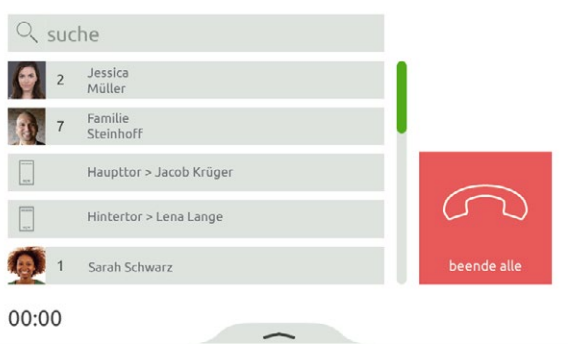 suche
2
Jessica
Müller
7
Familie
Steinhoff
Haupttor > Jacob Krüger
Hintertor > Lena Lange
1 Sarah Schwarz
beende alle
00:00